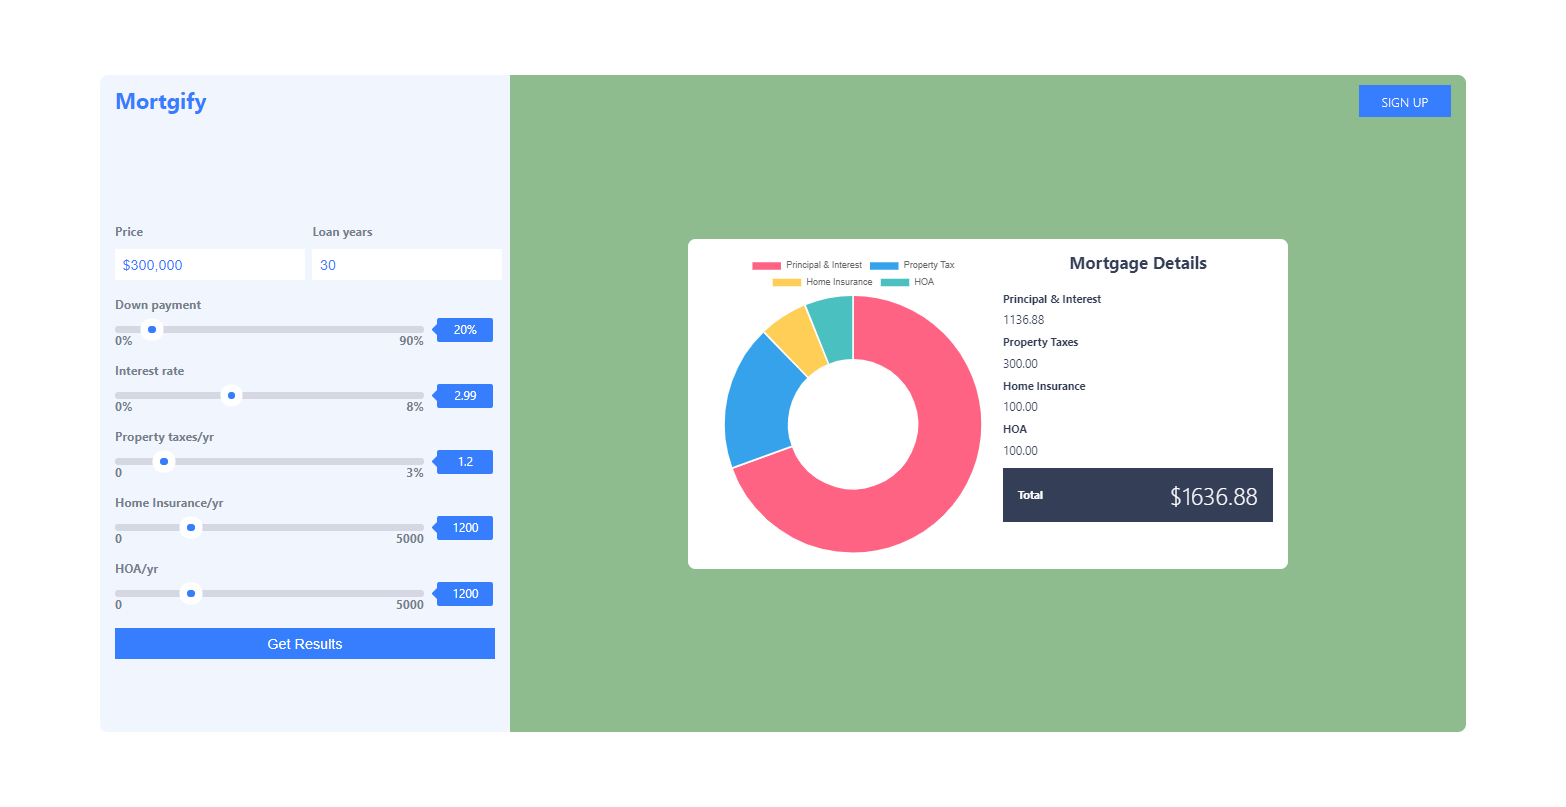 Mortgify
SIGN UP
Price
Loan years
$300,000
30
Down payment
20%
0%
90%
Interest rate
2.99
0%
8%
Property taxes/yr
1.2
0
3%
Home Insurance/yr
1200
0
5000
HOA/yr
1200
0
5000
Get Results
Principal & Interest
Property Tax
Home Insurance
HOA
Mortgage Details
Principal & Interest
1136.88
Property Taxes
300.00
Home Insurance
100.00
HOA
100.00
Total
$1636.88